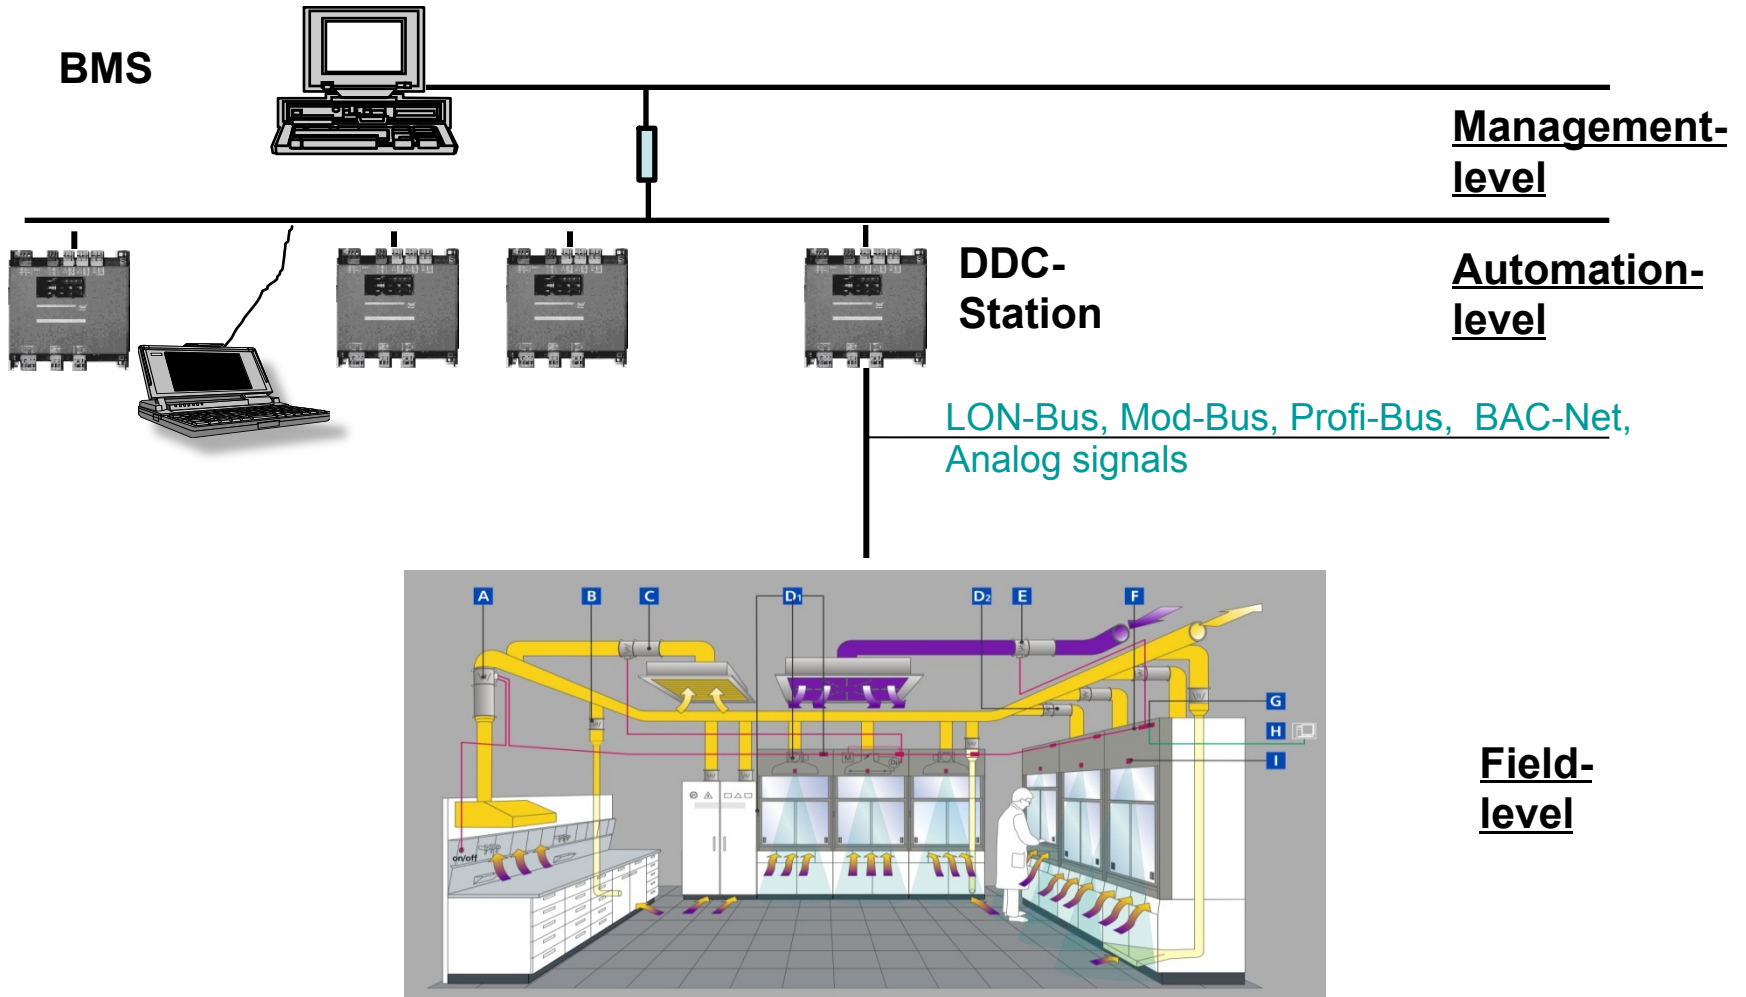 BMS
Management-
level
DDC-
Station
Automation-
level
LON-Bus, Mod-Bus, Profi-Bus, BAC-Net,
Analog signals
A
B
C
D1
D2
E
F
G
H
I
M
on/off
Field-
level